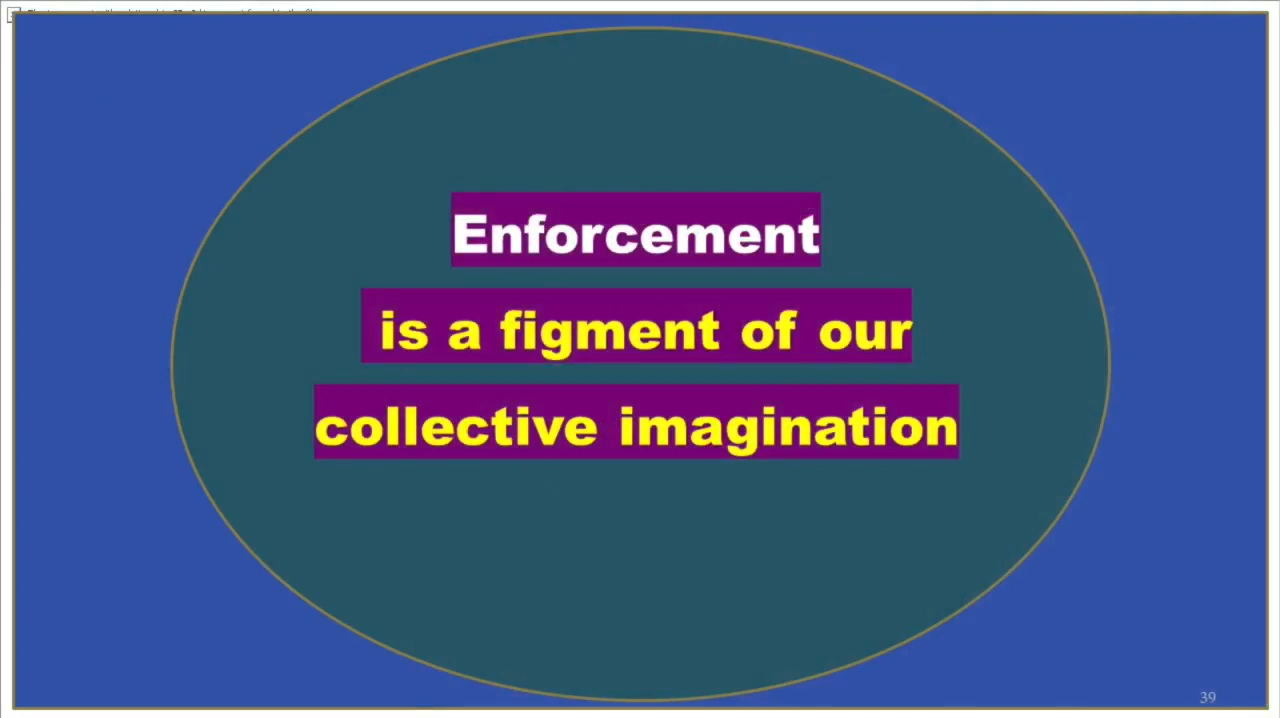 Enforcement
is a figment of our
collective imagination
39